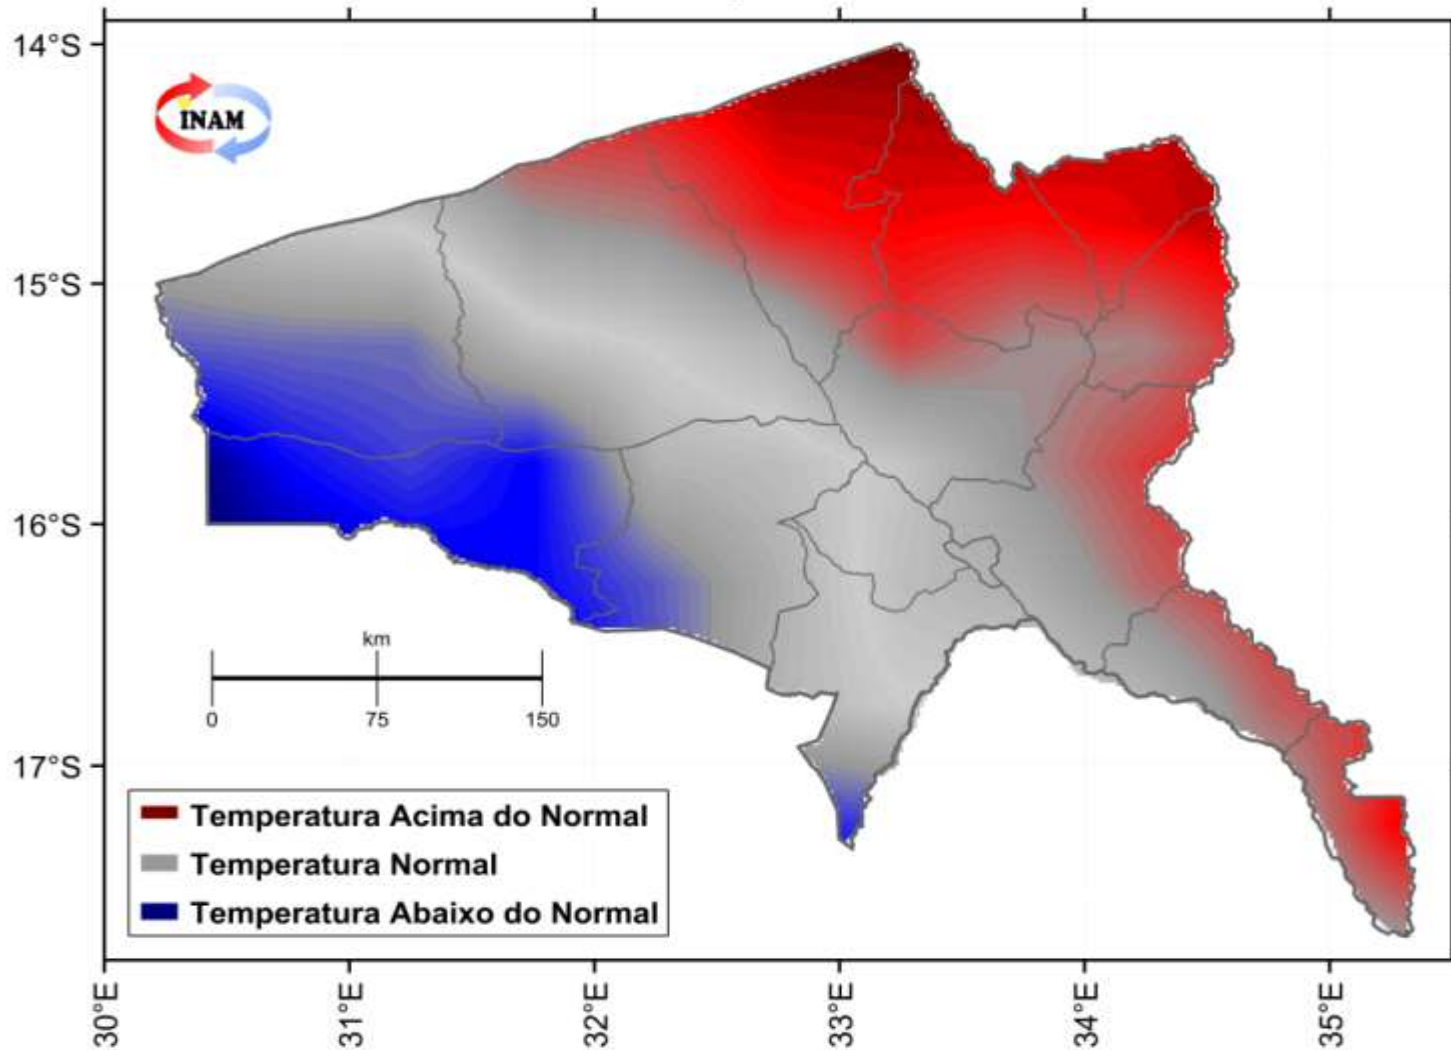 14°S
INAM
15°S
16°S
km
0 75 150
17°S
Temperatura Acima do Normal
Temperatura Normal
Temperatura Abaixo do Normal
30°E 31°E 32°E 33°E 34°E 35°E